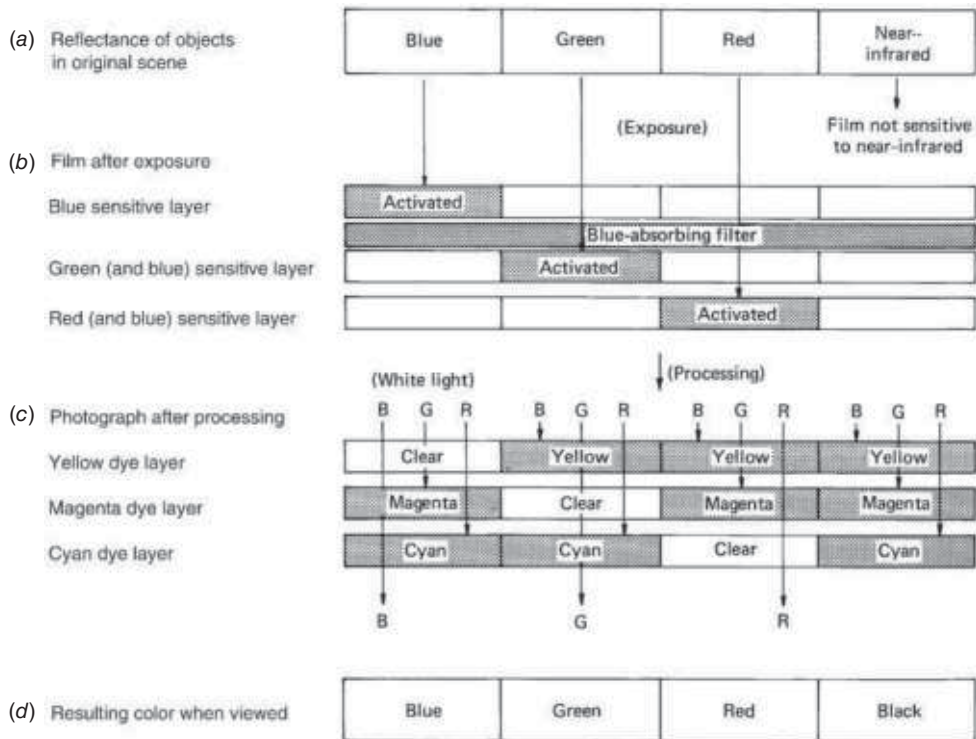 (a) Reflectance of objects
in original scene
Blue Green Red Near--
infrared
(Exposure)
Film not sensitive
to near-infrared
(b) Film after exposure
Blue sensitive layer
Activated
Blue-absorbing filter
Green (and blue) sensitive layer
Activated
Red (and blue) sensitive layer
Activated
(White light) (Processing)
(c) Photograph after processing
B G R B G R B G R B G R
Yellow dye layer
Clear Yellow Yellow Yellow
Magenta dye layer
Magenta Clear Magenta Magenta
Cyan dye layer
Cyan Cyan Clear Cyan
B G R
(d) Resulting color when viewed
Blue Green Red Black